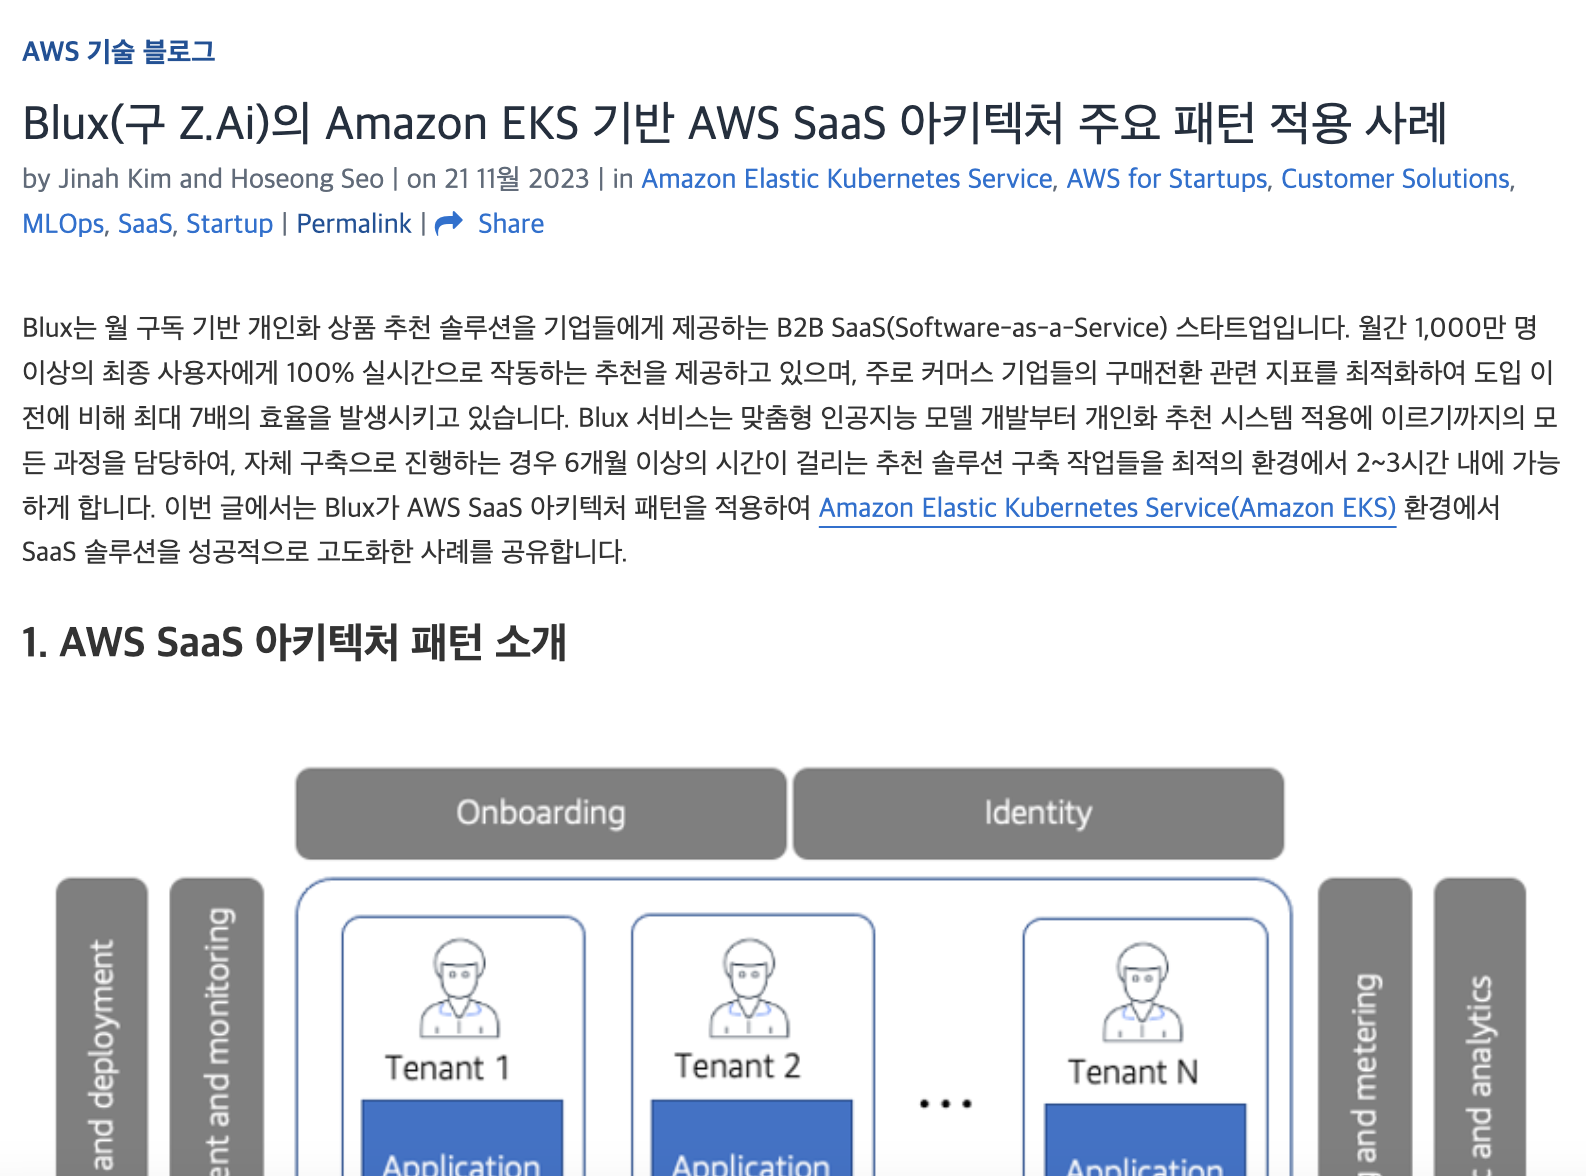 AWS 기술 블로그
Blux(구 Z.Ai)의 Amazon EKS 기반 AWS SaaS 아키텍처 주요 패턴 적용 사례
by Jinah Kim and Hoseong Seo | on 21 11월 2023 | in Amazon Elastic Kubernetes Service, AWS for Startups, Customer Solutions,
MLOps, SaaS, Startup | Permalink | Share
Blux는 월 구독 기반 개인화 상품 추천 솔루션을 기업들에게 제공하는 B2B SaaS(Software-as-a-Service) 스타트업입니다. 월간 1,000만 명
이상의 최종 사용자에게 100% 실시간으로 작동하는 추천을 제공하고 있으며, 주로 커머스 기업들의 구매전환 관련 지표를 최적화하여 도입 이
전에 비해 최대 7배의 효율을 발생시키고 있습니다. Blux 서비스는 맞춤형 인공지능 모델 개발부터 개인화 추천 시스템 적용에 이르기까지의 모
든 과정을 담당하여, 자체 구축으로 진행하는 경우 6개월 이상의 시간이 걸리는 추천 솔루션 구축 작업들을 최적의 환경에서 2~3시간 내에 가능
하게 합니다. 이번 글에서는 Blux가 AWS SaaS 아키텍처 패턴을 적용하여 Amazon Elastic Kubernetes Service(Amazon EKS) 환경에서
SaaS 솔루션을 성공적으로 고도화한 사례를 공유합니다.
1. AWS SaaS 아키텍처 패턴 소개
Onboarding
Identity
and deployment
and monitoring
Tenant 1
Application
Tenant 2
Application
...
Tenant N
Application
and metering
and analytics